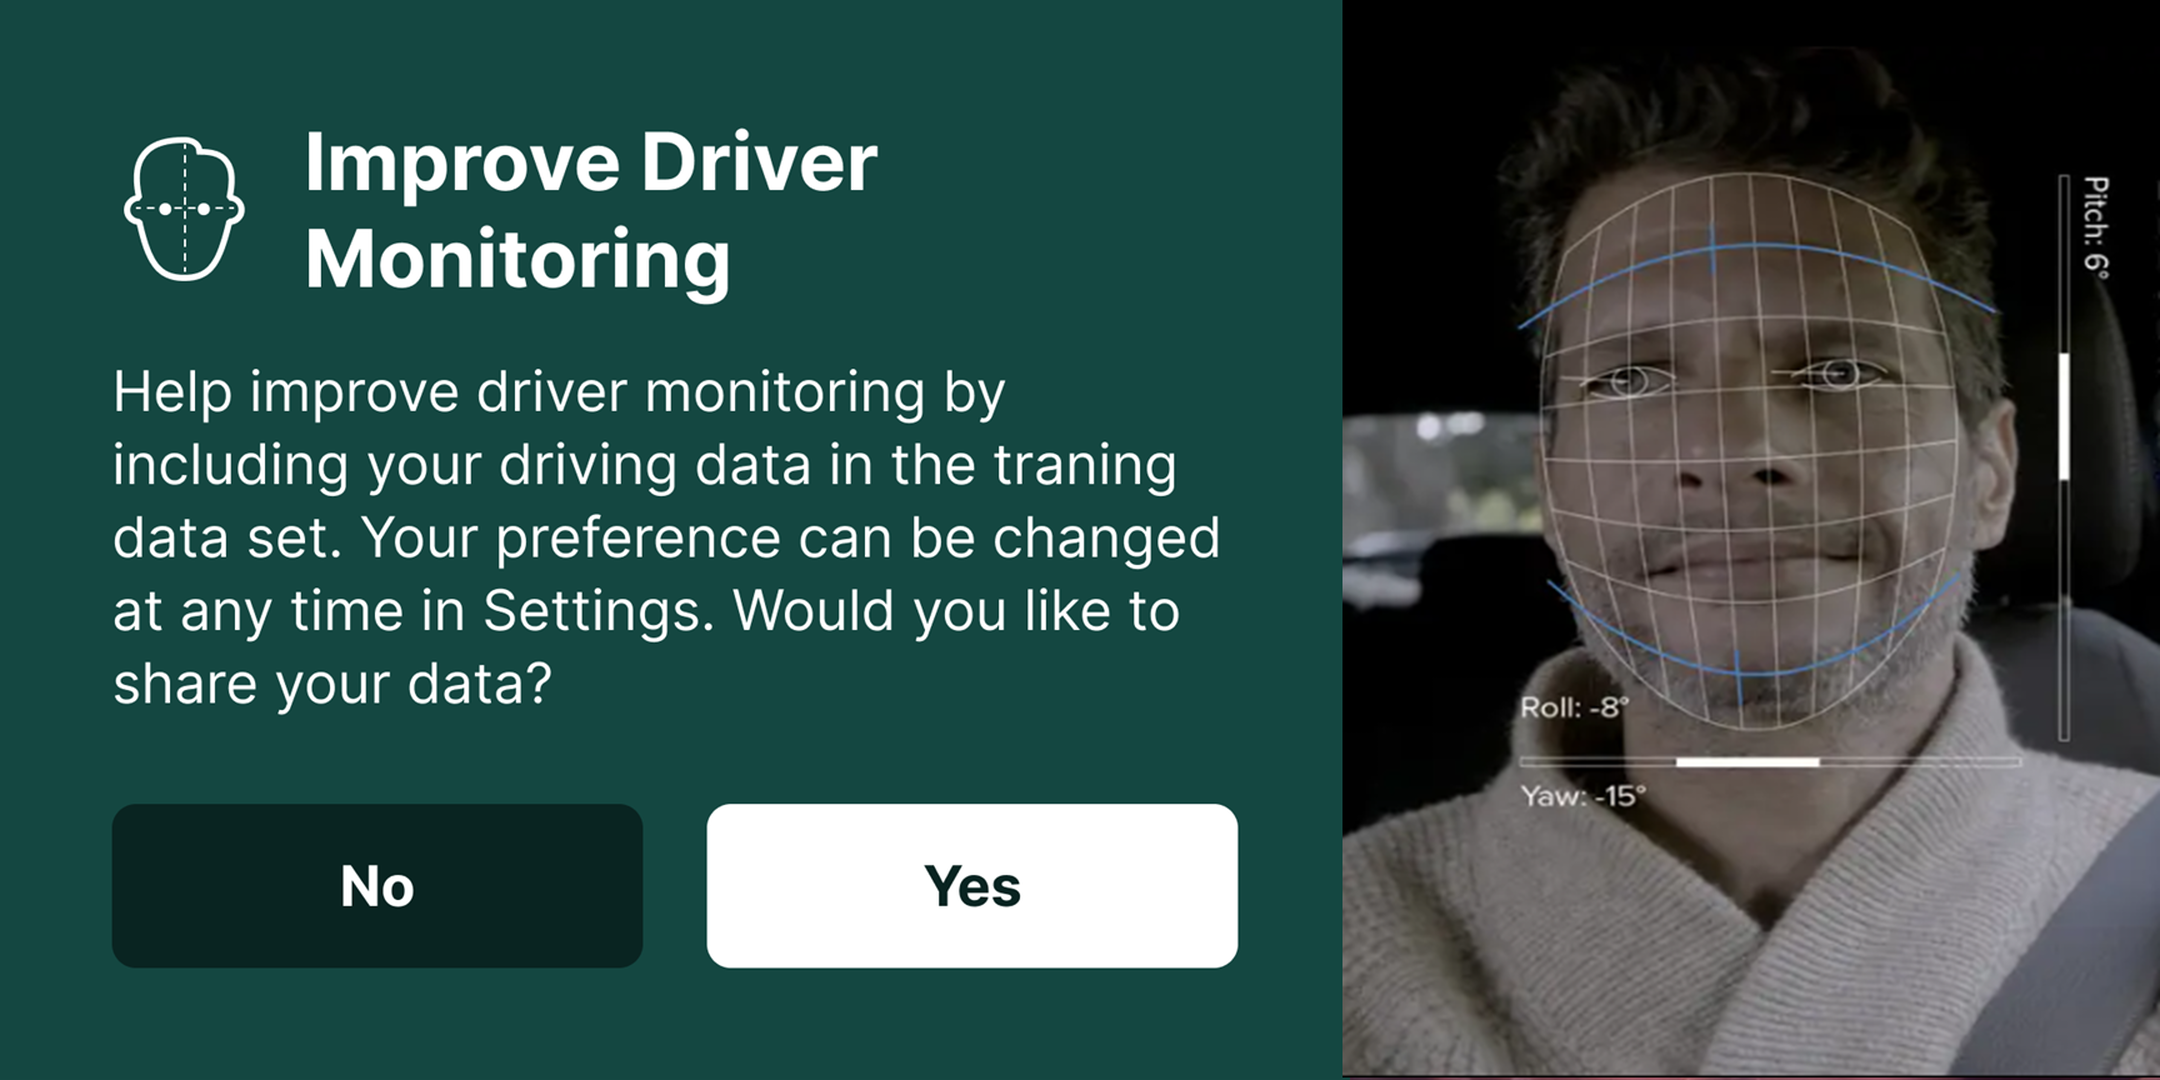 Improve Driver
Monitoring
Help improve driver monitoring by
including your driving data in the traning
data set. Your preference can be changed
at any time in Settings. Would you like to
share your data?
No
Yes
Pitch: 6°
Roll: -8°
Yaw: -15°